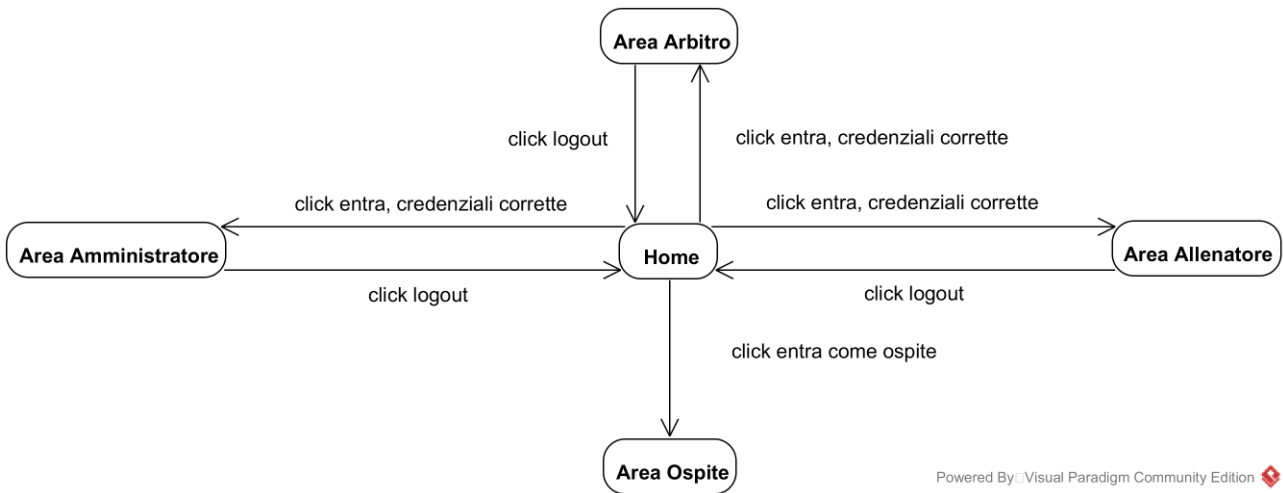 Area Arbitro
click logout
click entra, credenziali corrette
click entra, credenziali corrette
click entra, credenziali corrette
Area Amministratore
Home
Area Allenatore
click logout
click logout
click entra come ospite
Area Ospite
Powered By Visual Paradigm Community Edition